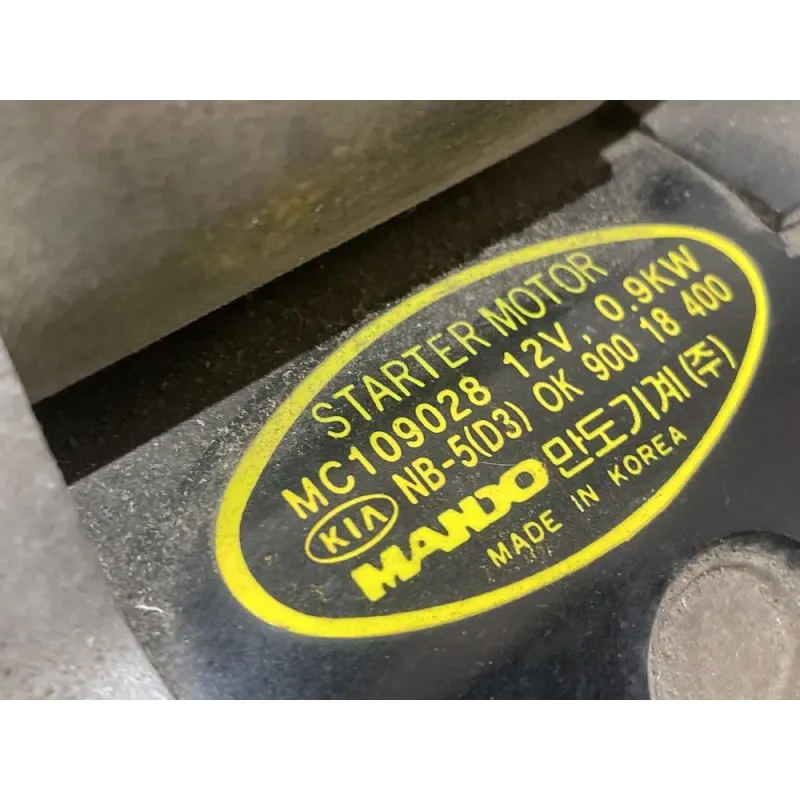 STARTER MOTOR
MC109028 12V, 0.9KW
KIA NB-5(D3) OK 900 18 400
MANDO 만도기계(주)
MADE IN KOREA